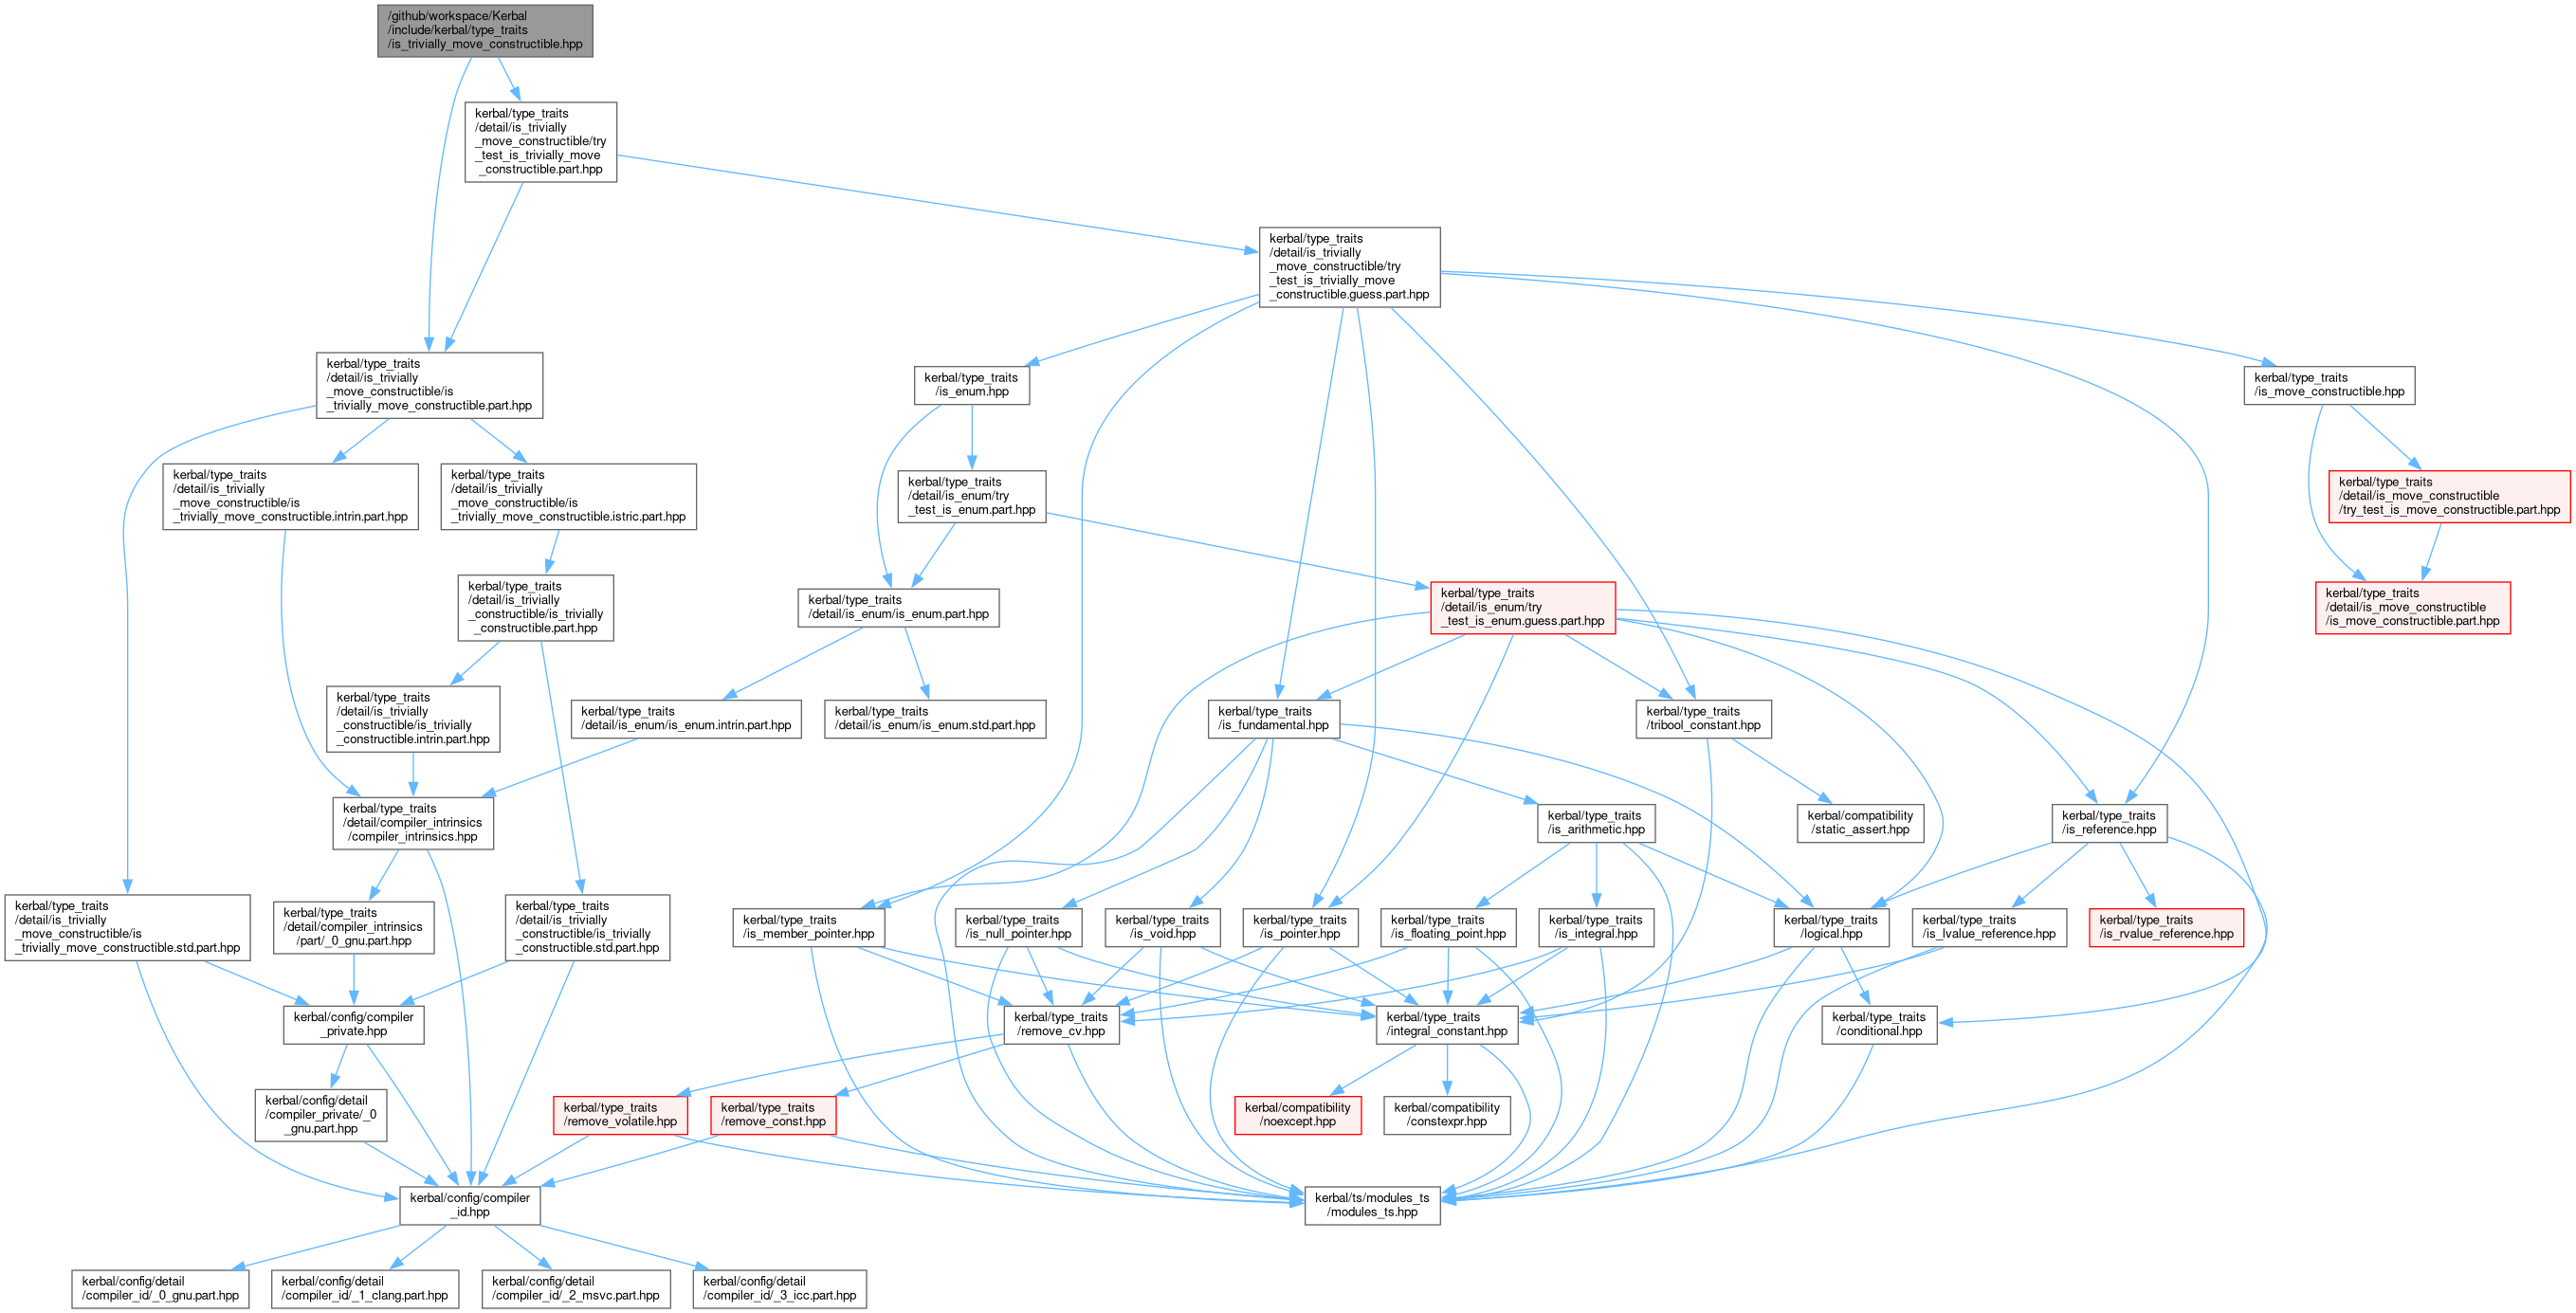 /github/workspace/Kerbal
/include/kerbal/type_traits
/is_trivially_move_constructible.hpp
kerbal/type_traits
/detail/is_trivially
_move_constructible/try
_test_is_trivially_move
_constructible.part.hpp
kerbal/type_traits
/detail/is_trivially
_move_constructible/try
_test_is_trivially_move
_constructible.guess.part.hpp
kerbal/type_traits
/detail/is_trivially
_move_constructible/is
_trivially_move_constructible.part.hpp
kerbal/type_traits
/is_enum.hpp
kerbal/type_traits
/is_move_constructible.hpp
kerbal/type_traits
/detail/is_trivially
_move_constructible/is
_trivially_move_constructible.intrin.part.hpp
kerbal/type_traits
/detail/is_trivially
_move_constructible/is
_trivially_move_constructible.istric.part.hpp
kerbal/type_traits
/detail/is_enum/try
_test_is_enum.part.hpp
kerbal/type_traits
/detail/is_move_constructible
/try_test_is_move_constructible.part.hpp
kerbal/type_traits
/detail/is_trivially
_constructible/is_trivially
_constructible.part.hpp
kerbal/type_traits
/detail/is_enum/is_enum.part.hpp
kerbal/type_traits
/detail/is_enum/try
_test_is_enum.guess.part.hpp
kerbal/type_traits
/detail/is_move_constructible
/is_move_constructible.part.hpp
kerbal/type_traits
/detail/is_trivially
_constructible/is_trivially
_constructible.intrin.part.hpp
kerbal/type_traits
/detail/is_enum/is_enum.intrin.part.hpp
kerbal/type_traits
/detail/is_enum/is_enum.std.part.hpp
kerbal/type_traits
/is_fundamental.hpp
kerbal/type_traits
/tribool_constant.hpp
kerbal/type_traits
/detail/compiler_intrinsics
/compiler_intrinsics.hpp
kerbal/type_traits
/is_arithmetic.hpp
kerbal/compatibility
/static_assert.hpp
kerbal/type_traits
/is_reference.hpp
kerbal/type_traits
/detail/is_trivially
_move_constructible/is
_trivially_move_constructible.std.part.hpp
kerbal/type_traits
/detail/compiler_intrinsics
/part/_0_gnu.part.hpp
kerbal/type_traits
/detail/is_trivially
_constructible/is_trivially
_constructible.std.part.hpp
kerbal/type_traits
/is_member_pointer.hpp
kerbal/type_traits
/is_null_pointer.hpp
kerbal/type_traits
/is_void.hpp
kerbal/type_traits
/is_pointer.hpp
kerbal/type_traits
/is_floating_point.hpp
kerbal/type_traits
/is_integral.hpp
kerbal/type_traits
/logical.hpp
kerbal/type_traits
/is_lvalue_reference.hpp
kerbal/type_traits
/is_rvalue_reference.hpp
kerbal/config/compiler
_private.hpp
kerbal/type_traits
/remove_cv.hpp
kerbal/type_traits
/integral_constant.hpp
kerbal/type_traits
/conditional.hpp
kerbal/config/detail
/compiler_private/_0
_gnu.part.hpp
kerbal/type_traits
/remove_volatile.hpp
kerbal/type_traits
/remove_const.hpp
kerbal/compatibility
/noexcept.hpp
kerbal/compatibility
/constexpr.hpp
kerbal/config/compiler
_id.hpp
kerbal/ts/modules_ts
/modules_ts.hpp
kerbal/config/detail
/compiler_id/_0_gnu.part.hpp
kerbal/config/detail
/compiler_id/_1_clang.part.hpp
kerbal/config/detail
/compiler_id/_2_msvc.part.hpp
kerbal/config/detail
/compiler_id/_3_icc.part.hpp